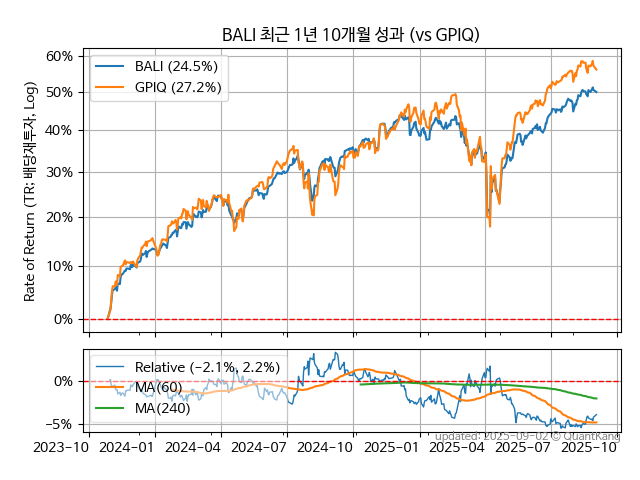 BALI 최근 1년 10개월 성과 (vs GPIQ)
Rate of Return (TR: 배당재투자, Log)
60%
50%
40%
30%
20%
10%
0%
BALI (24.5%)
GPIQ (27.2%)
0%
−5%
Relative (−2.1%, 2.2%)
MA(60)
MA(240)
updated: 2025-09-02 © QuantKang
2023-10 2024-01 2024-04 2024-07 2024-10 2025-01 2025-04 2025-07 2025-10